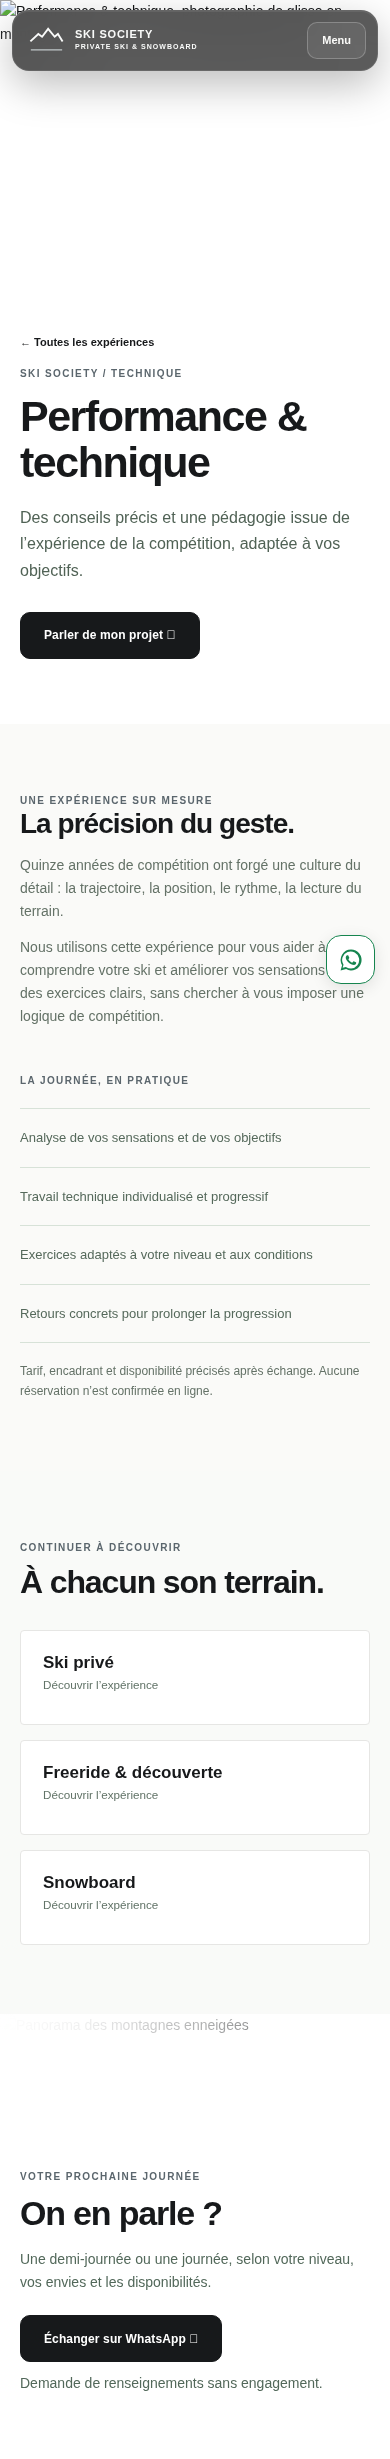 Performance & technique, photographie de glisse en
SKI SOCIETY
PRIVATE SKI & SNOWBOARD
Menu
← Toutes les expériences
SKI SOCIETY / TECHNIQUE
Performance &
technique
Des conseils précis et une pédagogie issue de
l’expérience de la compétition, adaptée à vos
objectifs.
Parler de mon projet
UNE EXPÉRIENCE SUR MESURE
La précision du geste.
Quinze années de compétition ont forgé une culture du
détail : la trajectoire, la position, le rythme, la lecture du
terrain.
Nous utilisons cette expérience pour vous aider à
comprendre votre ski et améliorer vos sensations
des exercices clairs, sans chercher à vous imposer une
logique de compétition.
LA JOURNÉE, EN PRATIQUE
Analyse de vos sensations et de vos objectifs
Travail technique individualisé et progressif
Exercices adaptés à votre niveau et aux conditions
Retours concrets pour prolonger la progression
Tarif, encadrant et disponibilité précisés après échange. Aucune
réservation n’est confirmée en ligne.
CONTINUER À DÉCOUVRIR
À chacun son terrain.
Ski privé
Découvrir l’expérience
Freeride & découverte
Découvrir l’expérience
Snowboard
Découvrir l’expérience
des montagnes enneigées
VOTRE PROCHAINE JOURNÉE
On en parle ?
Une demi-journée ou une journée, selon votre niveau,
vos envies et les disponibilités.
Échanger sur WhatsApp
Demande de renseignements sans engagement.